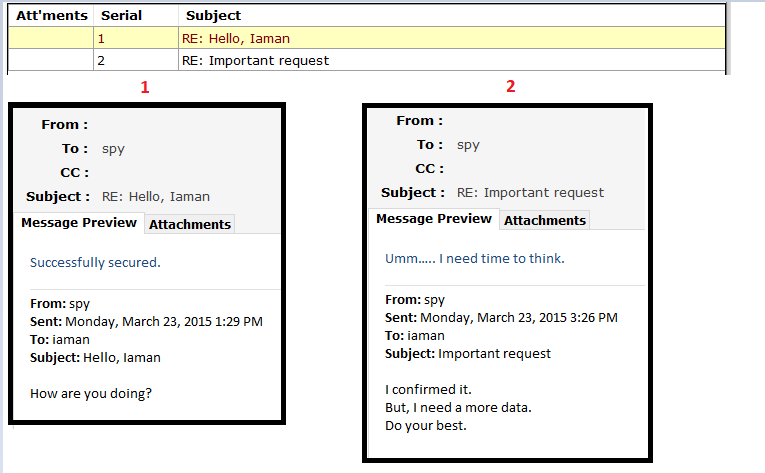 Att'ments Serial Subject
1 RE: Hello, Iaman
2 RE: Important request
1
From :
To : spy
CC :
Subject : RE: Hello, Iaman
Message Preview Attachments
Successfully secured.
From: spy
Sent: Monday, March 23, 2015 1:29 PM
To: iaman
Subject: Hello, Iaman
How are you doing?
2
From :
To : spy
CC :
Subject : RE: Important request
Message Preview Attachments
Umm..... I need time to think.
From: spy
Sent: Monday, March 23, 2015 3:26 PM
To: iaman
Subject: Important request
I confirmed it.
But, I need a more data.
Do your best.